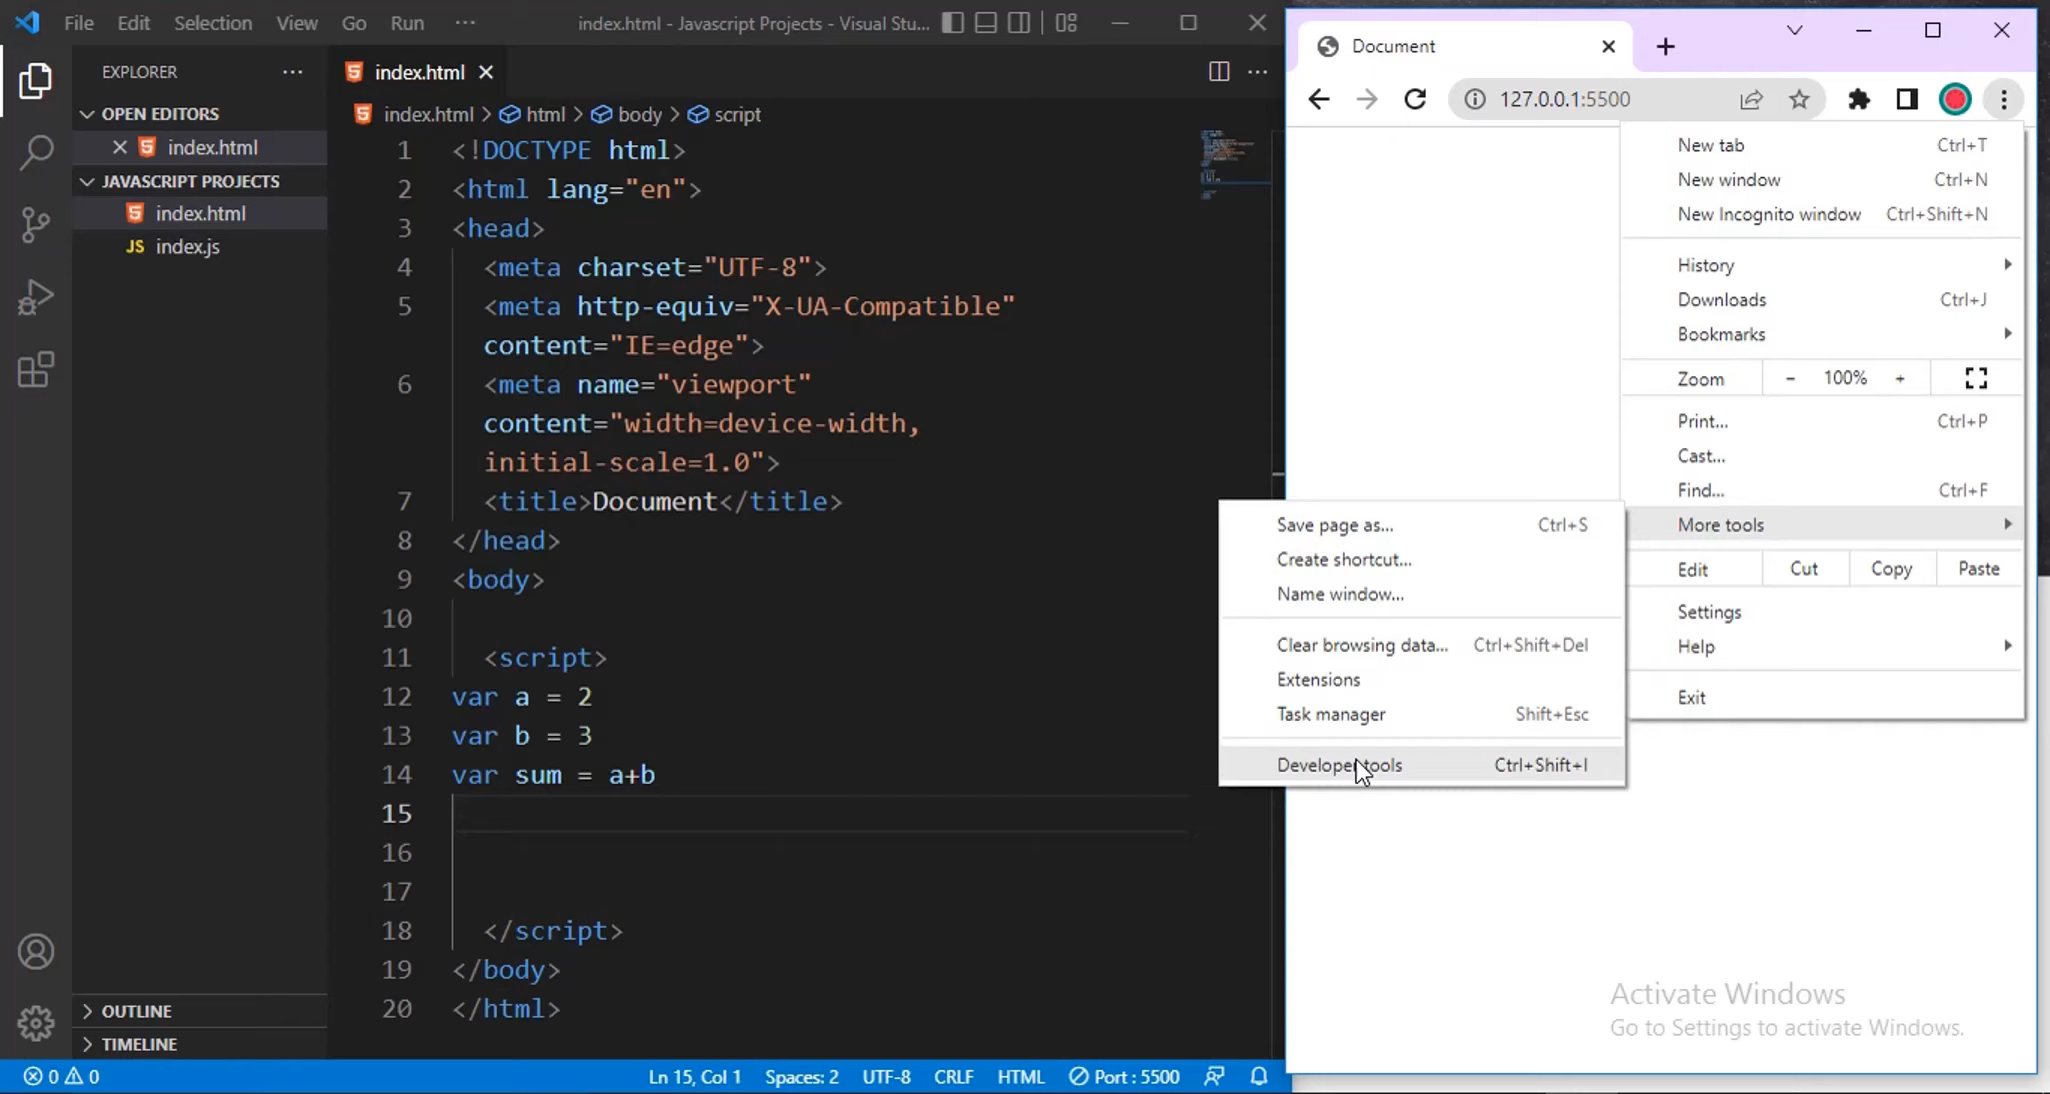 File Edit Selection View Go Run ··· index.html - Javascript Projects - Visual Stu...
EXPLORER ···
OPEN EDITORS
index.html
JAVASCRIPT PROJECTS
index.html
JS index.js
OUTLINE
TIMELINE
index.html
index.html > html > body > script
1 <!DOCTYPE html>
2 <html lang="en">
3 <head>
4 <meta charset="UTF-8">
5 <meta http-equiv="X-UA-Compatible"
content="IE=edge">
6 <meta name="viewport"
content="width=device-width,
initial-scale=1.0">
7 <title>Document</title>
8 </head>
9 <body>
10
11 <script>
12 var a = 2
13 var b = 3
14 var sum = a+b
15
16
17
18 </script>
19 </body>
20 </html>
0 0 Ln 15, Col 1 Spaces: 2 UTF-8 CRLF HTML Port : 5500
Document
127.0.0.1:5500
New tab Ctrl+T
New window Ctrl+N
New Incognito window Ctrl+Shift+N
History
Downloads Ctrl+J
Bookmarks
Zoom - 100% +
Print... Ctrl+P
Cast...
Find... Ctrl+F
More tools
Edit Cut Copy Paste
Settings
Help
Exit
Save page as... Ctrl+S
Create shortcut...
Name window...
Clear browsing data... Ctrl+Shift+Del
Extensions
Task manager Shift+Esc
Developer tools Ctrl+Shift+I
Activate Windows
Go to Settings to activate Windows.